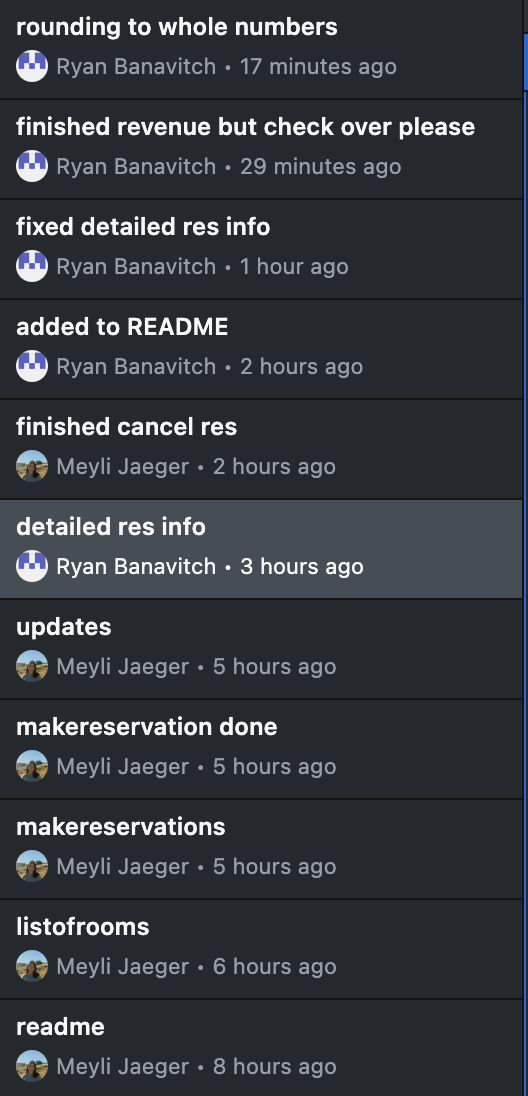 rounding to whole numbers
Ryan Banavitch • 17 minutes ago
finished revenue but check over please
Ryan Banavitch • 29 minutes ago
fixed detailed res info
Ryan Banavitch • 1 hour ago
added to README
Ryan Banavitch • 2 hours ago
finished cancel res
Meyli Jaeger • 2 hours ago
detailed res info
Ryan Banavitch • 3 hours ago
updates
Meyli Jaeger • 5 hours ago
makereservation done
Meyli Jaeger • 5 hours ago
makereservations
Meyli Jaeger • 5 hours ago
listofrooms
Meyli Jaeger • 6 hours ago
readme
Meyli Jaeger • 8 hours ago